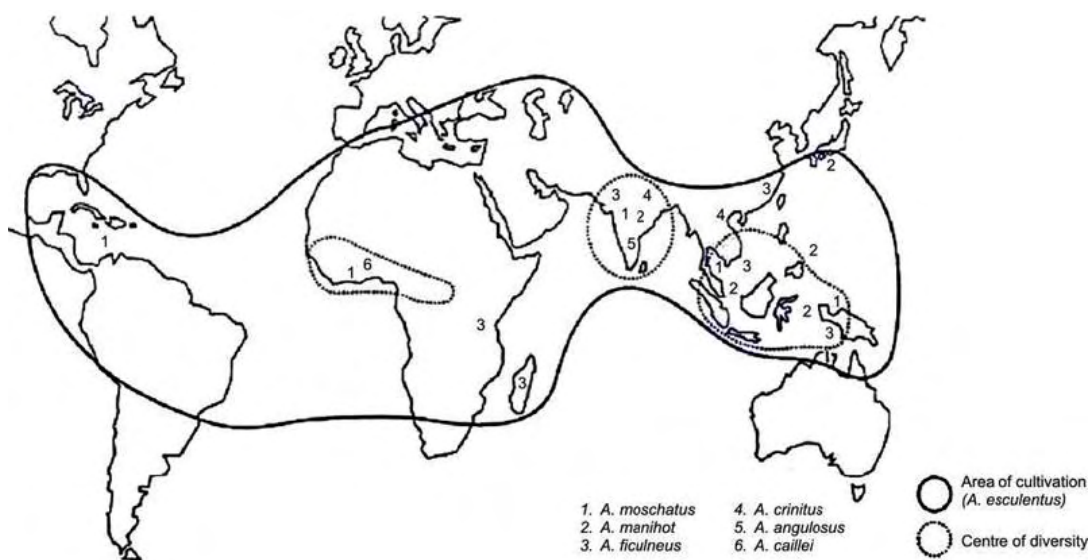 2
3
3 4
1 2
4
1
5
2
6
1 3
1
2
1
2
3
3
3
1. A. moschatus
2. A. manihot
3. A. ficulneus
4. A. crinitus
5. A. angulosus
6. A. caillei
Area of cultivation
(A. esculentus)
Centre of diversity